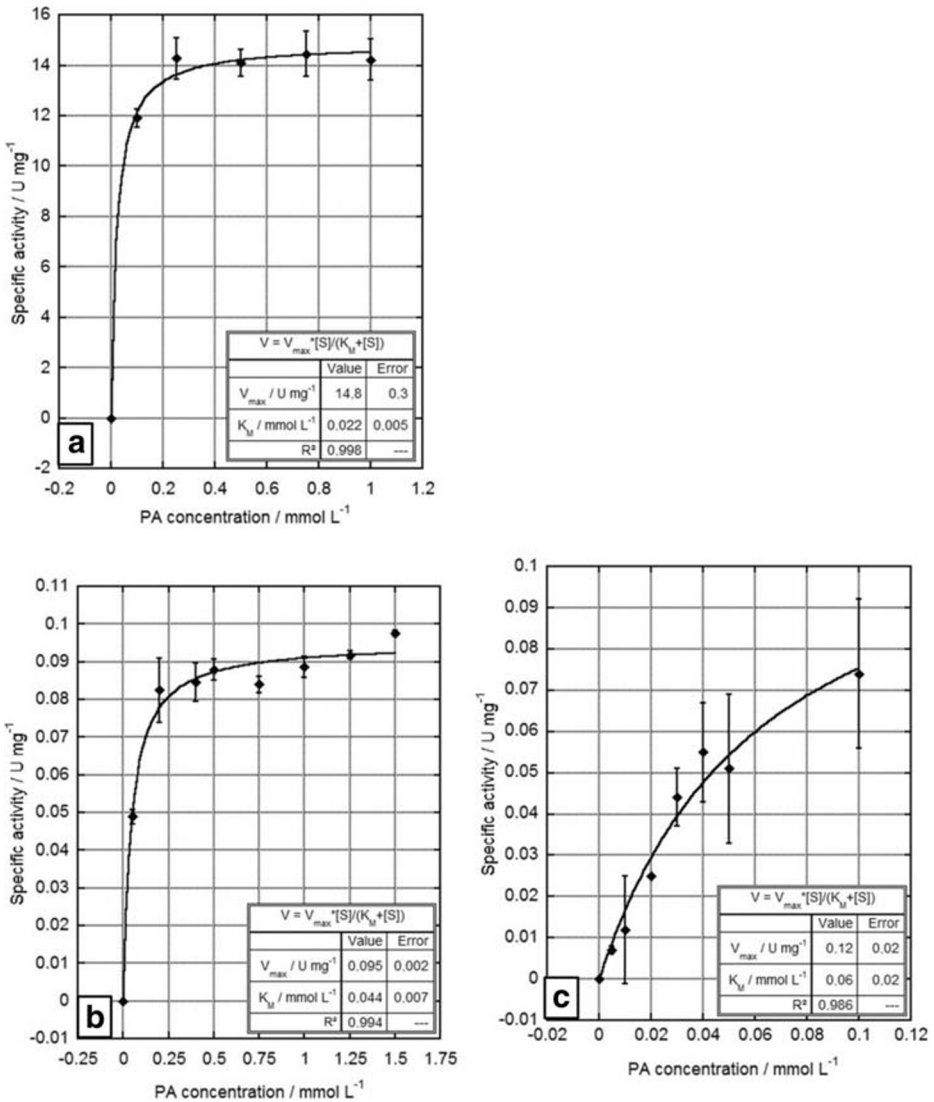 16
14
12
10
8
6
4
2
0
-2
Specific activity / U mg⁻¹
V = Vmax*[S]/(KM+[S])
Value Error
Vmax / U mg⁻¹ 14.8 0.3
KM / mmol L⁻¹ 0.022 0.005
R² 0.998 ---
a
-0.2 0 0.2 0.4 0.6 0.8 1 1.2
PA concentration / mmol L⁻¹
0.11
0.1
0.09
0.08
0.07
0.06
0.05
0.04
0.03
0.02
0.01
0
-0.01
Specific activity / U mg⁻¹
V = Vmax*[S]/(KM+[S])
Value Error
Vmax / U mg⁻¹ 0.095 0.002
KM / mmol L⁻¹ 0.044 0.007
R² 0.994 ---
b
-0.25 0 0.25 0.5 0.75 1 1.25 1.5 1.75
PA concentration / mmol L⁻¹
0.1
0.09
0.08
0.07
0.06
0.05
0.04
0.03
0.02
0.01
0
-0.01
Specific activity / U mg⁻¹
V = Vmax*[S]/(KM+[S])
Value Error
Vmax / U mg⁻¹ 0.12 0.02
KM / mmol L⁻¹ 0.06 0.02
R² 0.986 ---
c
-0.02 0 0.02 0.04 0.06 0.08 0.1 0.12
PA concentration / mmol L⁻¹